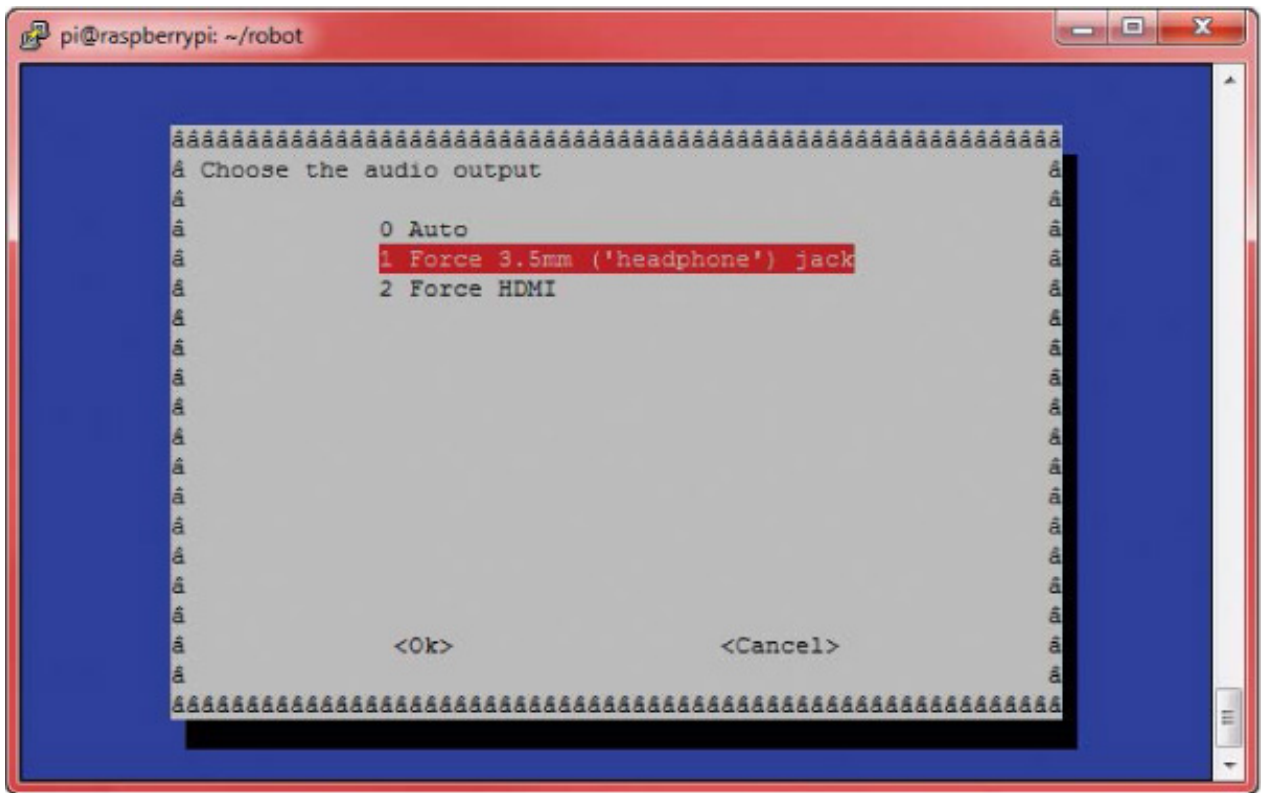 pi@raspberrypi: ~/robot
âââââââââââââââââââââââââââââââââââââââââââââââââââââââââââââ
â Choose the audio output â
â â
â 0 Auto â
â 1 Force 3.5mm ('headphone') jack â
â 2 Force HDMI â
â â
â â
â â
â â
â â
â â
â â
â â
â â
â â
â â
â <Ok> <Cancel> â
â â
âââââââââââââââââââââââââââââââââââââââââââââââââââââââââââââ